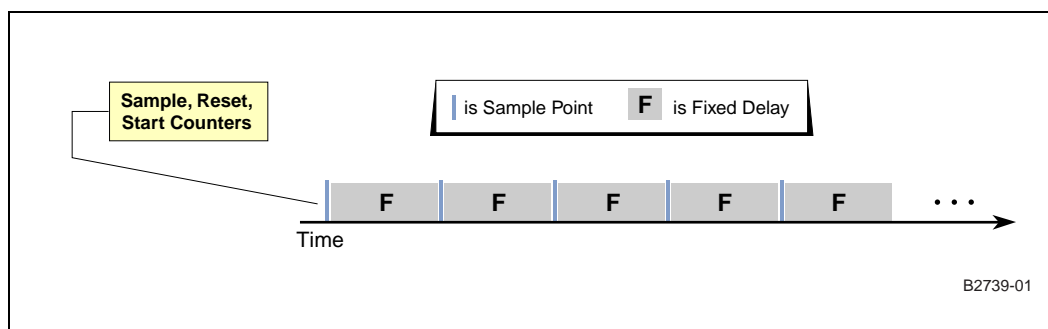 Sample, Reset,
Start Counters
is Sample Point F is Fixed Delay
F F F F F . . .
Time
B2739-01